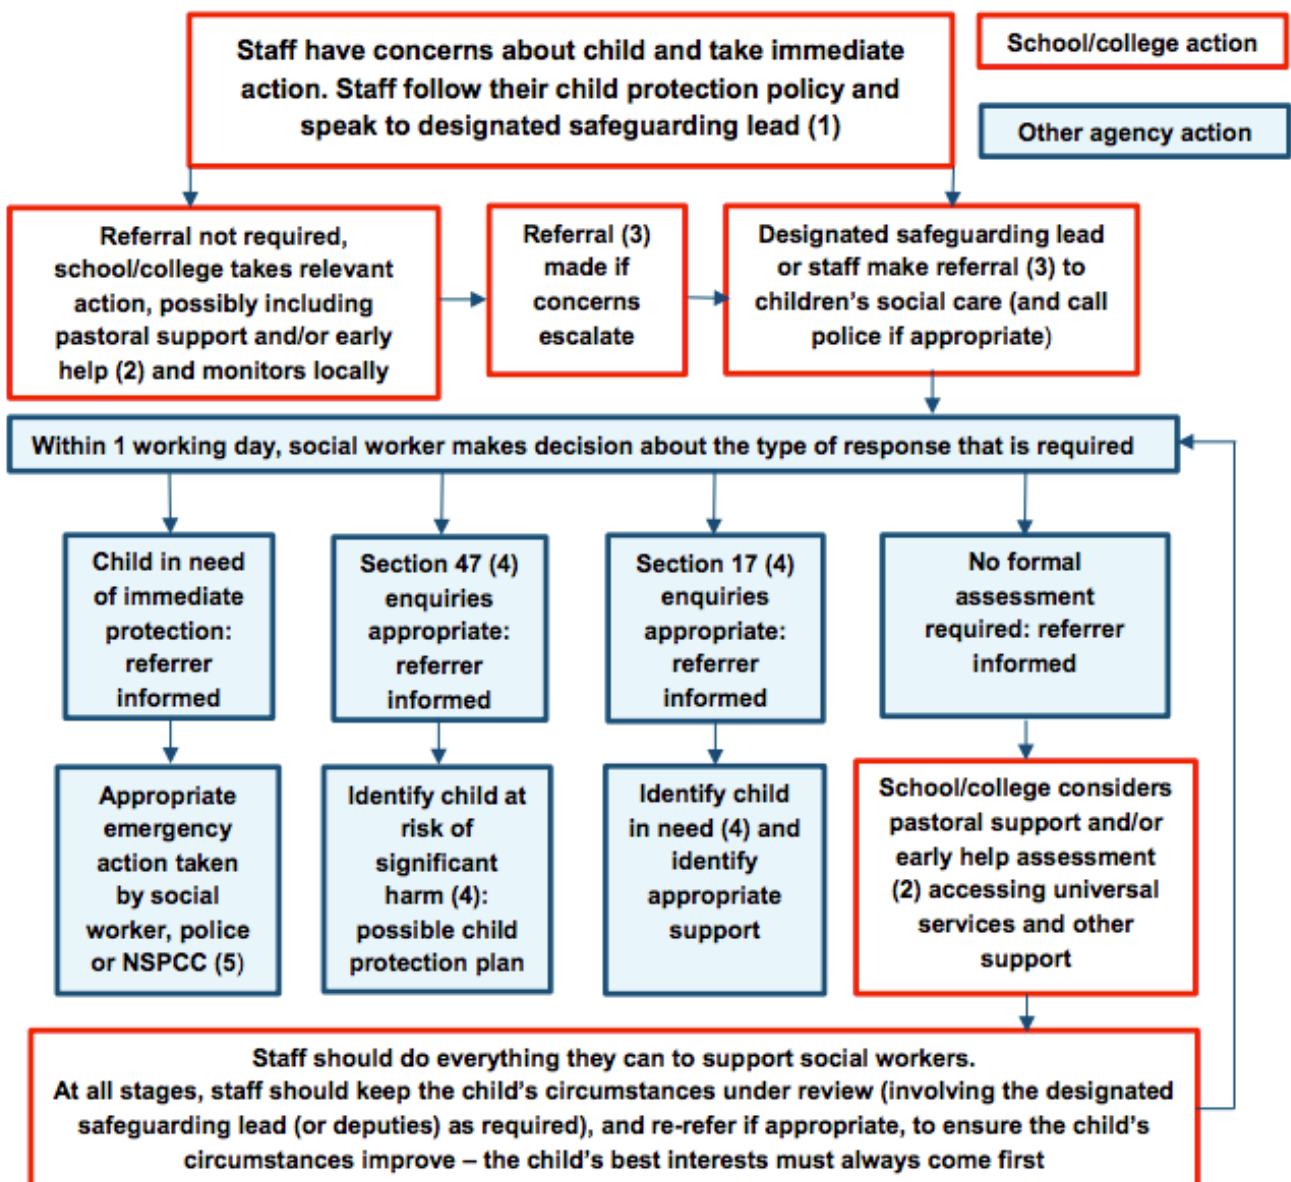 Staff have concerns about child and take immediate
action. Staff follow their child protection policy and
speak to designated safeguarding lead (1)
School/college action
Other agency action
Referral not required,
school/college takes relevant
action, possibly including
pastoral support and/or early
help (2) and monitors locally
Referral (3)
made if
concerns
escalate
Designated safeguarding lead
or staff make referral (3) to
children’s social care (and call
police if appropriate)
Within 1 working day, social worker makes decision about the type of response that is required
Child in need
of immediate
protection:
referrer
informed
Section 47 (4)
enquiries
appropriate:
referrer
informed
Section 17 (4)
enquiries
appropriate:
referrer
informed
No formal
assessment
required: referrer
informed
Appropriate
emergency
action taken
by social
worker, police
or NSPCC (5)
Identify child at
risk of
significant
harm (4):
possible child
protection plan
Identify child
in need (4) and
identify
appropriate
support
School/college considers
pastoral support and/or
early help assessment
(2) accessing universal
services and other
support
Staff should do everything they can to support social workers.
At all stages, staff should keep the child’s circumstances under review (involving the designated
safeguarding lead (or deputies) as required), and re-refer if appropriate, to ensure the child’s
circumstances improve – the child’s best interests must always come first